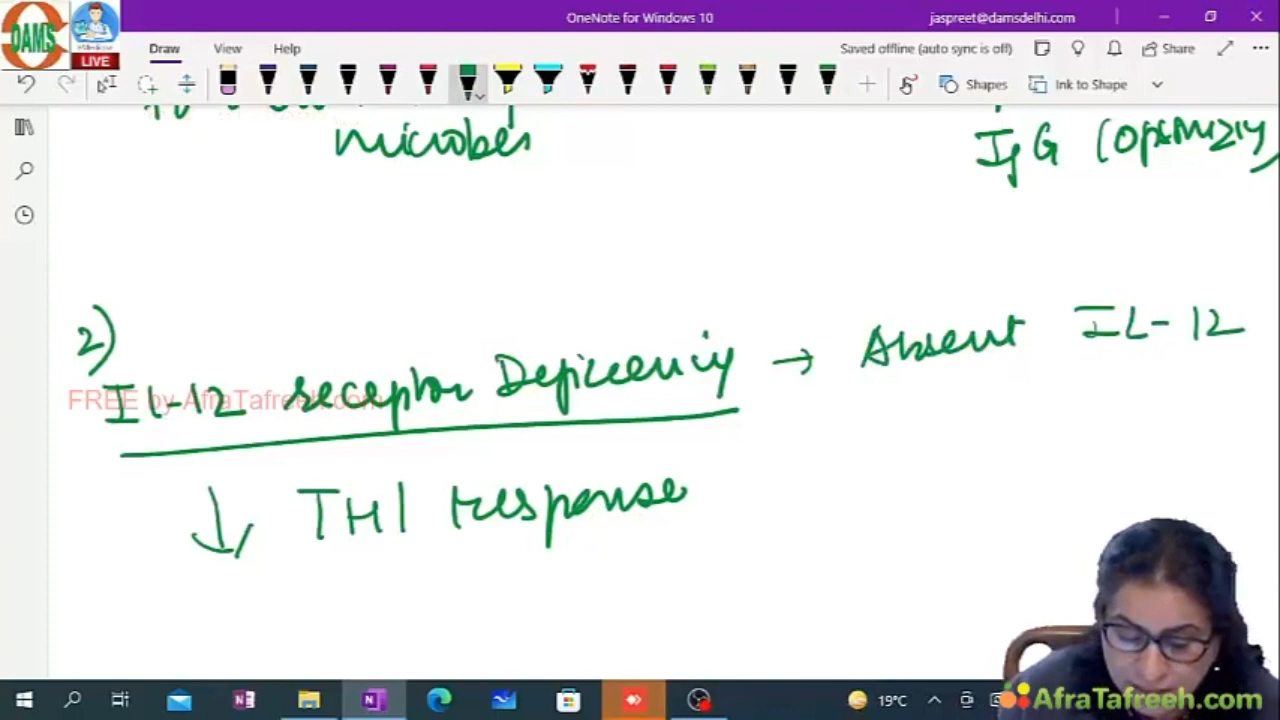 OneNote for Windows 10
jaspreet@damsdelhi.com
DAMS
LIVE
Draw
View
Help
Saved offline (auto sync is off)
Share
Shapes
Ink to Shape
microbes
IgG (opsonizing)
2)
IL-12 receptor Deficiency → Absent IL-12
FREE by AfraTafreeh.com
↓ TH1 response
19°C
AfraTafreeh.com